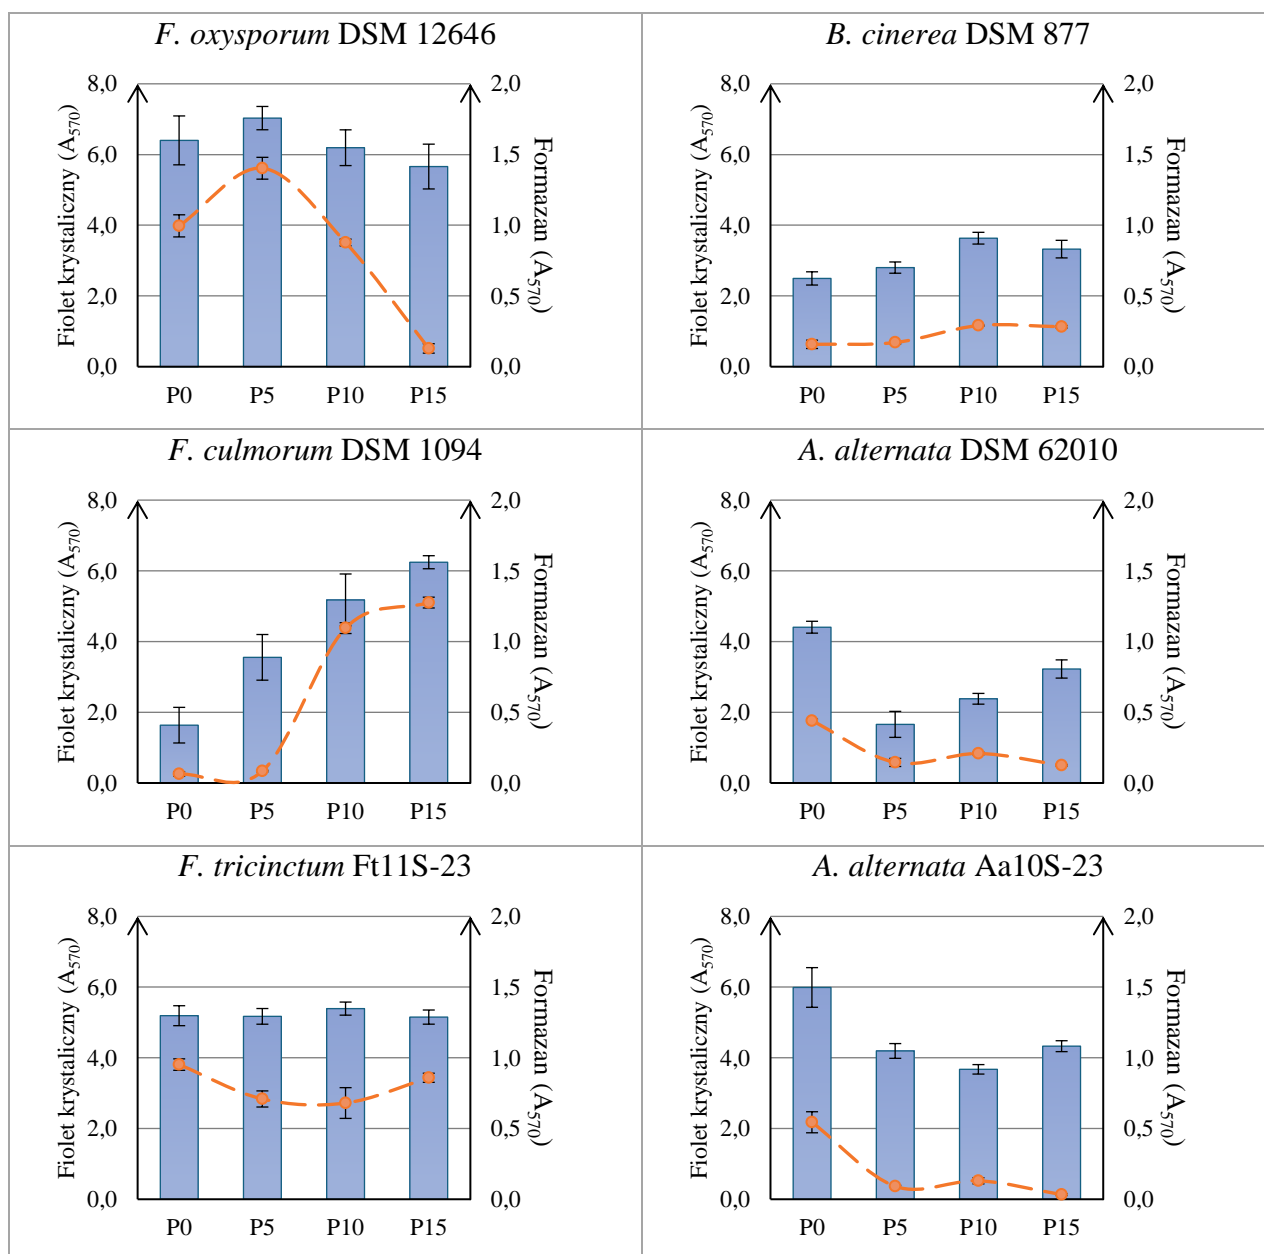 F. oxysporum DSM 12646
Fiolet krystaliczny (A570)
8,0
6,0
4,0
2,0
0,0
2,0
1,5
1,0
0,5
0,0
Formazan (A570)
P0 P5 P10 P15
B. cinerea DSM 877
Fiolet krystaliczny (A570)
8,0
6,0
4,0
2,0
0,0
2,0
1,5
1,0
0,5
0,0
Formazan (A570)
P0 P5 P10 P15
F. culmorum DSM 1094
Fiolet krystaliczny (A570)
8,0
6,0
4,0
2,0
0,0
2,0
1,5
1,0
0,5
0,0
Formazan (A570)
P0 P5 P10 P15
A. alternata DSM 62010
Fiolet krystaliczny (A570)
8,0
6,0
4,0
2,0
0,0
2,0
1,5
1,0
0,5
0,0
Formazan (A570)
P0 P5 P10 P15
F. tricinctum Ft11S-23
Fiolet krystaliczny (A570)
8,0
6,0
4,0
2,0
0,0
2,0
1,5
1,0
0,5
0,0
Formazan (A570)
P0 P5 P10 P15
A. alternata Aa10S-23
Fiolet krystaliczny (A570)
8,0
6,0
4,0
2,0
0,0
2,0
1,5
1,0
0,5
0,0
Formazan (A570)
P0 P5 P10 P15